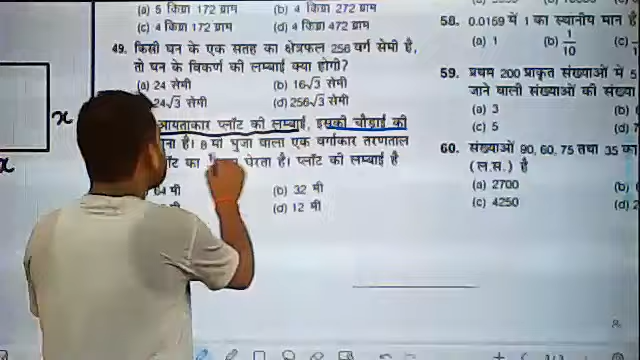 (a) 5 किग्रा 172 ग्राम (b) 4 किग्रा 272 ग्राम
(c) 4 किग्रा 172 ग्राम (d) 4 किग्रा 472 ग्राम
49. किसी घन के एक सतह का क्षेत्रफल 256 वर्ग सेमी है,
तो घन के विकर्ण की लम्बाई क्या होगी?
(a) 24 सेमी (b) 16√3 सेमी
24√3 सेमी (d) 256√3 सेमी
आयताकार प्लॉट की लम्बाई, इसकी चौड़ाई की
है। 8 मी भुजा वाला एक वर्गाकार तरणताल
का घेरता है। प्लॉट की लम्बाई है
मी (b) 32 मी
मी (d) 12 मी
x
x
58. 0.0159 में 1 का स्थानीय मान है
(a) 1 (b) 1/10
(c)
59. प्रथम 200 प्राकृत संख्याओं में 5
जाने वाली संख्याओं की संख्या
(a) 3 (b)
(c) 5 (d)
60. संख्याओं 90, 60, 75 तथा 35 का
(ल.स.) है
(a) 2700 (b)
(c) 4250 (d) 2